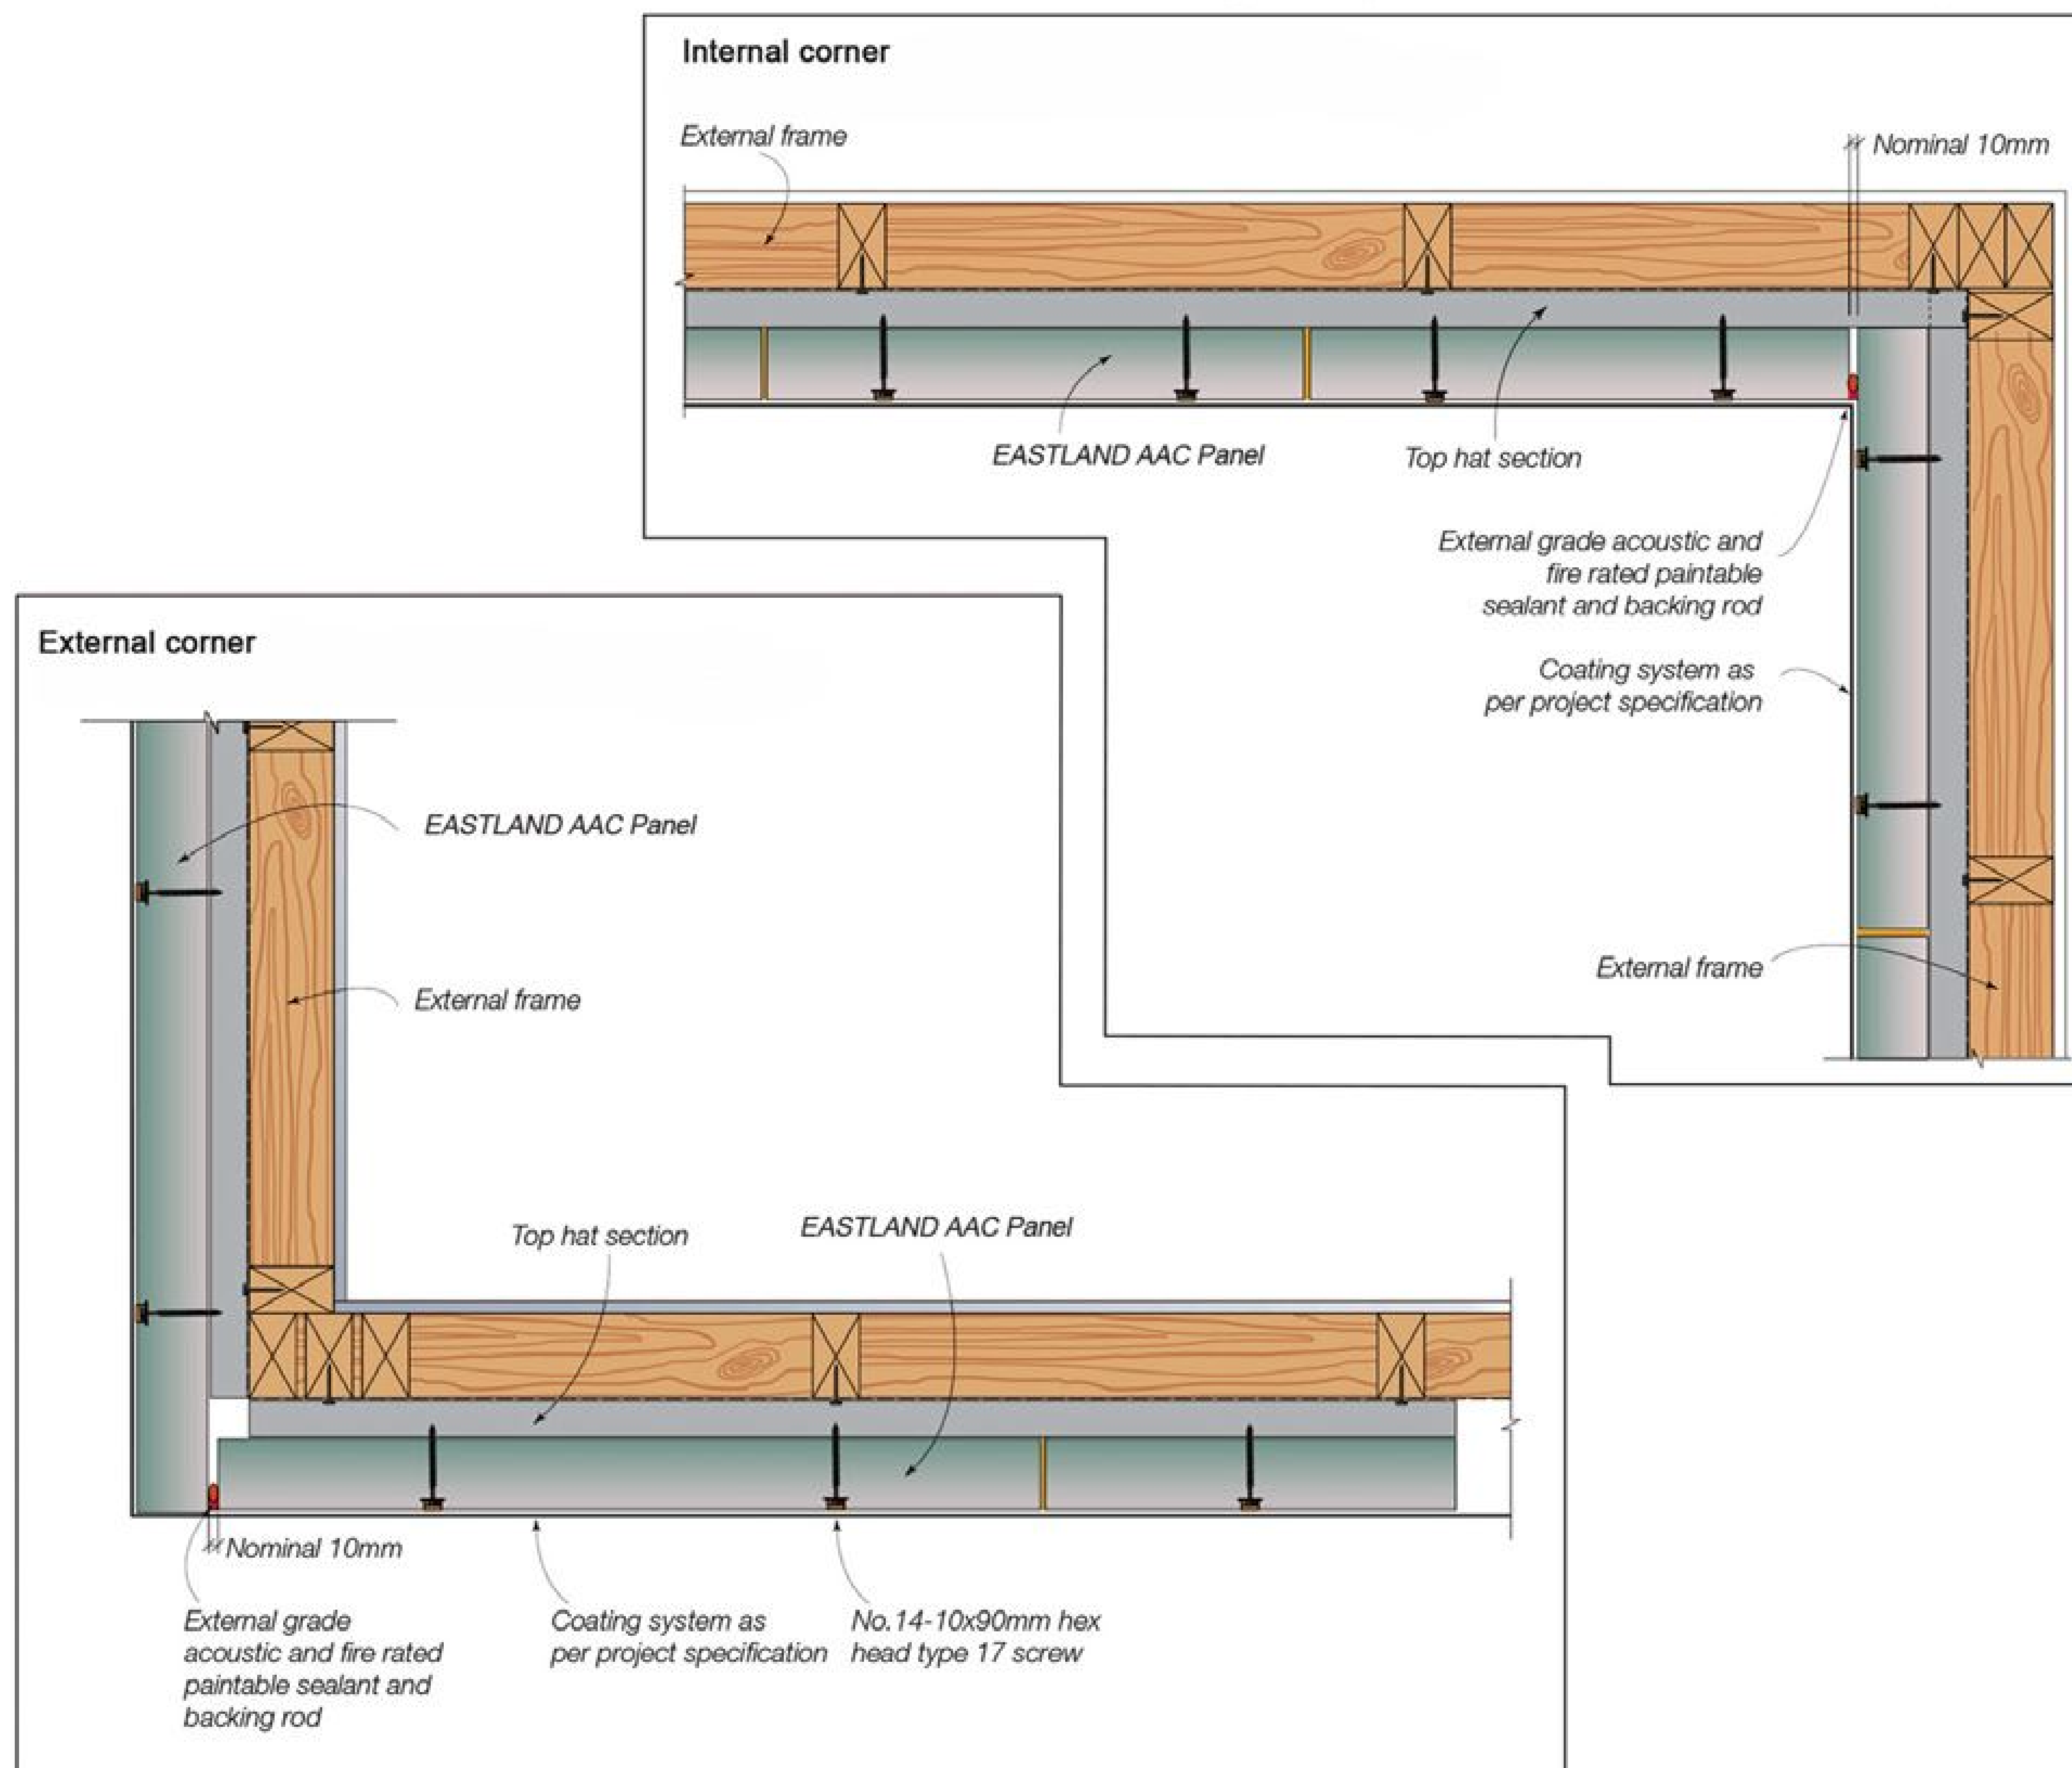 Internal corner
External frame
Nominal 10mm
EASTLAND AAC Panel
Top hat section
External grade acoustic and
fire rated paintable
sealant and backing rod
Coating system as
per project specification
External frame
External corner
EASTLAND AAC Panel
External frame
Top hat section
EASTLAND AAC Panel
Nominal 10mm
External grade
acoustic and fire rated
paintable sealant and
backing rod
Coating system as
per project specification
No.14-10x90mm hex
head type 17 screw